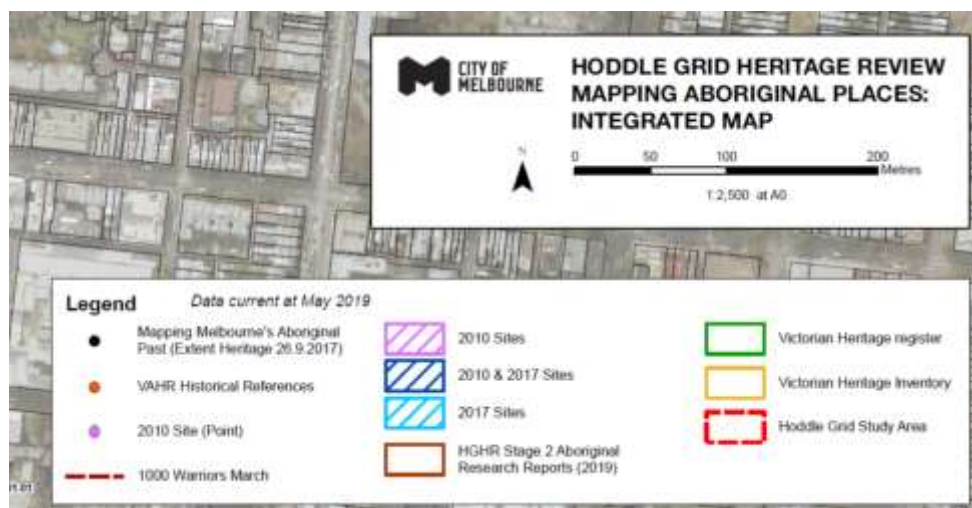 CITY OF
MELBOURNE
HODDLE GRID HERITAGE REVIEW
MAPPING ABORIGINAL PLACES:
INTEGRATED MAP
N
0 50 100 200
Metres
1:2,500 at A0
Legend
Data current at May 2019
Mapping Melbourne's Aboriginal
Past (Extent Heritage 26.9.2017)
VAHR Historical References
2010 Site (Point)
1000 Warriors March
2010 Sites
2010 & 2017 Sites
2017 Sites
HGHR Stage 2 Aboriginal
Research Reports (2019)
Victorian Heritage register
Victorian Heritage Inventory
Hoddle Grid Study Area